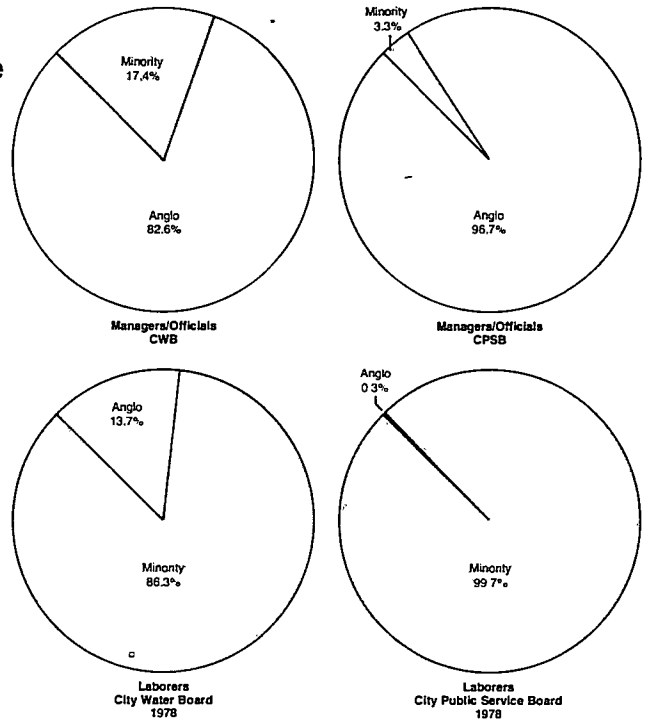 e
Minority
17.4%
Anglo
82.6%
Managers/Officials
CWB
Minority
3.3%
Anglo
96.7%
Managers/Officials
CPSB
Anglo
13.7%
Minority
86.3%
Laborers
City Water Board
1978
Anglo
0 3%
Minority
99 7%
Laborers
City Public Service Board
1978